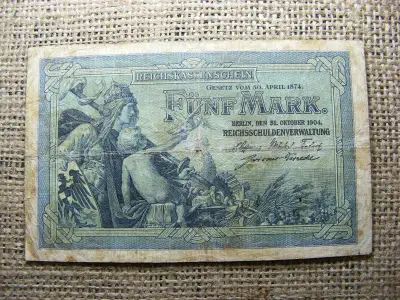 REICHSKASSENSCHEIN
GESETZ VOM 30. APRIL 1874.
FÜNF MARK.
BERLIN, DEN 31. OKTOBER 1904.
REICHSSCHULDENVERWALTUNG